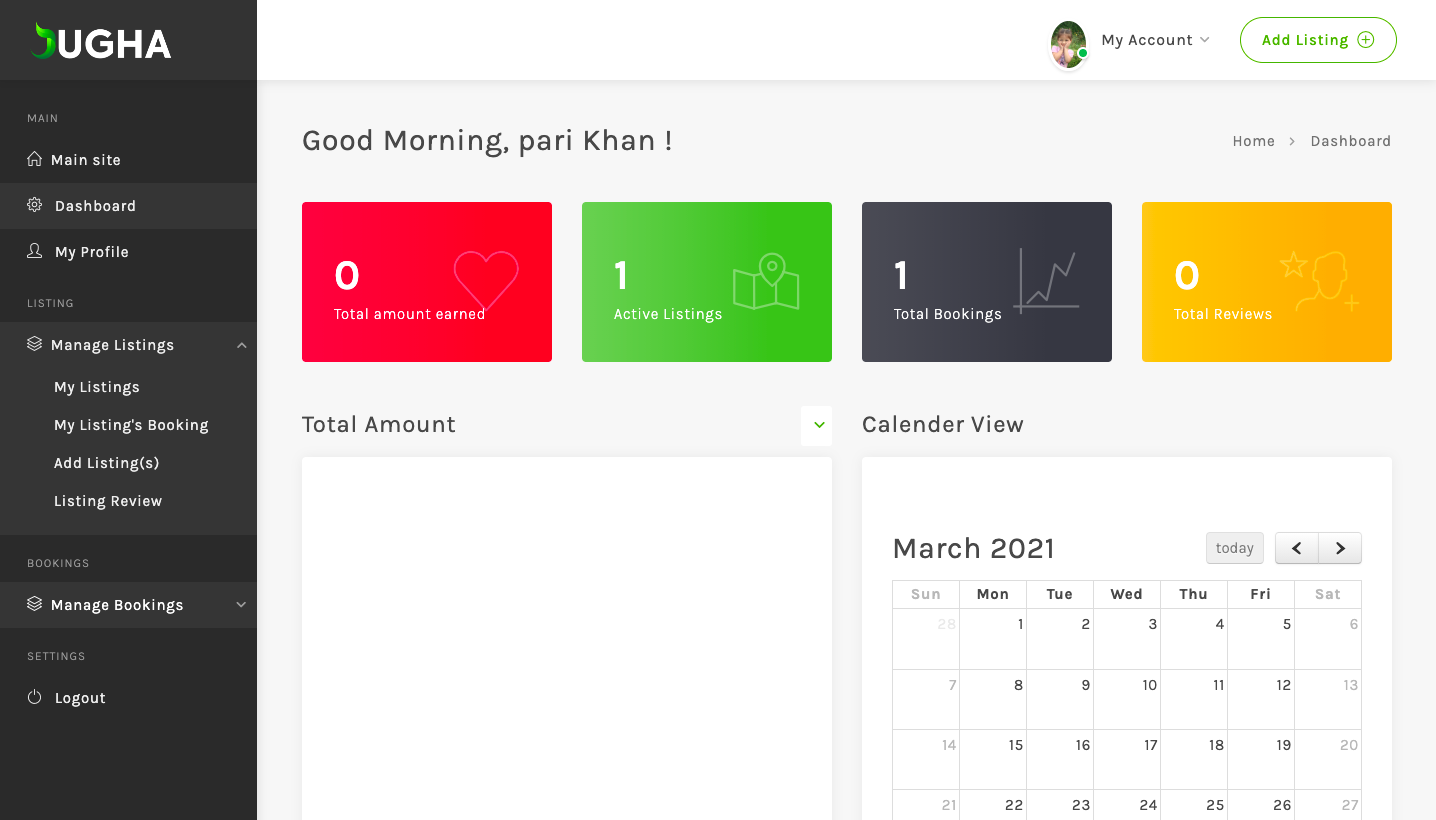 UGHA
My Account
Add Listing
MAIN
Main site
Dashboard
My Profile
LISTING
Manage Listings
My Listings
My Listing's Booking
Add Listing(s)
Listing Review
BOOKINGS
Manage Bookings
SETTINGS
Logout
Good Morning, pari Khan !
Home > Dashboard
0
Total amount earned
1
Active Listings
1
Total Bookings
0
Total Reviews
Total Amount
Calender View
March 2021
today
Sun Mon Tue Wed Thu Fri Sat
28 1 2 3 4 5 6
7 8 9 10 11 12 13
14 15 16 17 18 19 20
21 22 23 24 25 26 27